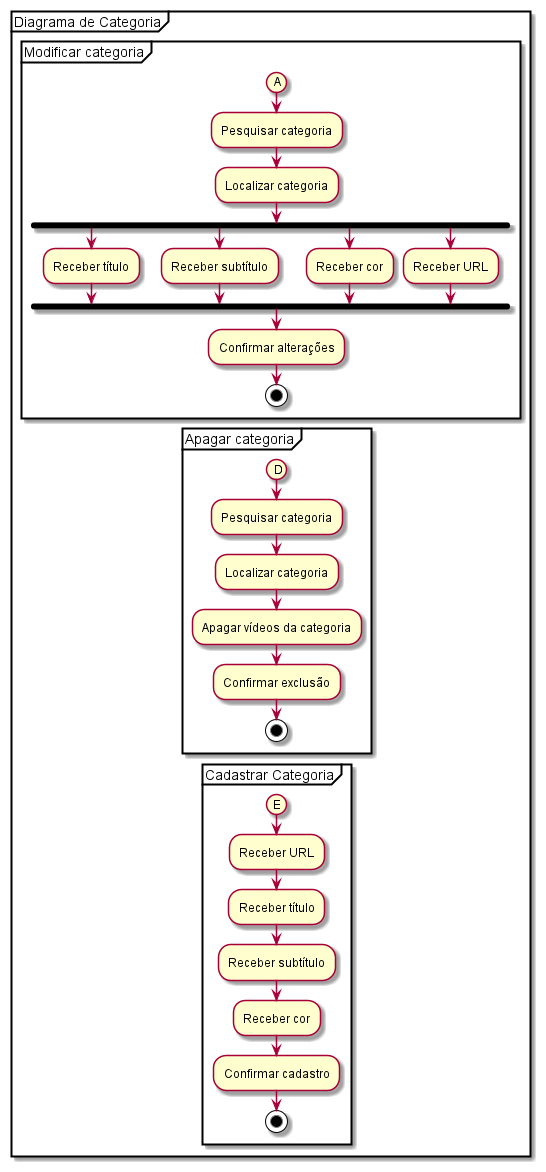 Diagrama de Categoria
Modificar categoria
A
Pesquisar categoria
Localizar categoria
Receber título
Receber subtítulo
Receber cor
Receber URL
Confirmar alterações
Apagar categoria
D
Pesquisar categoria
Localizar categoria
Apagar vídeos da categoria
Confirmar exclusão
Cadastrar Categoria
E
Receber URL
Receber título
Receber subtítulo
Receber cor
Confirmar cadastro